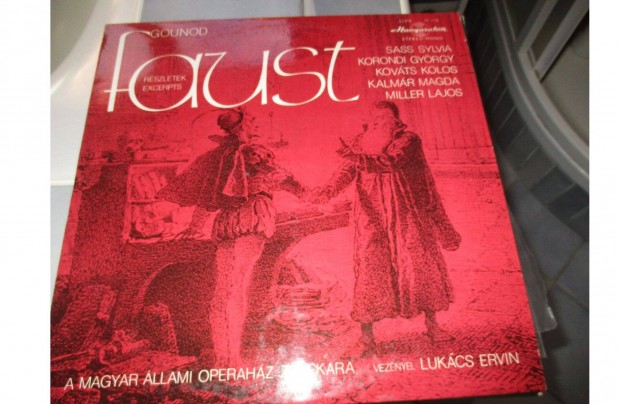 GOUNOD
faust
RÉSZLETEK
EXCERPTS
Hungaroton
STEREO
SASS SYLVIA
KORONDI GYÖRGY
KOVÁTS KOLOS
KALMÁR MAGDA
MILLER LAJOS
A MAGYAR ÁLLAMI OPERAHÁZ
VEZÉNYEL LUKÁCS ERVIN